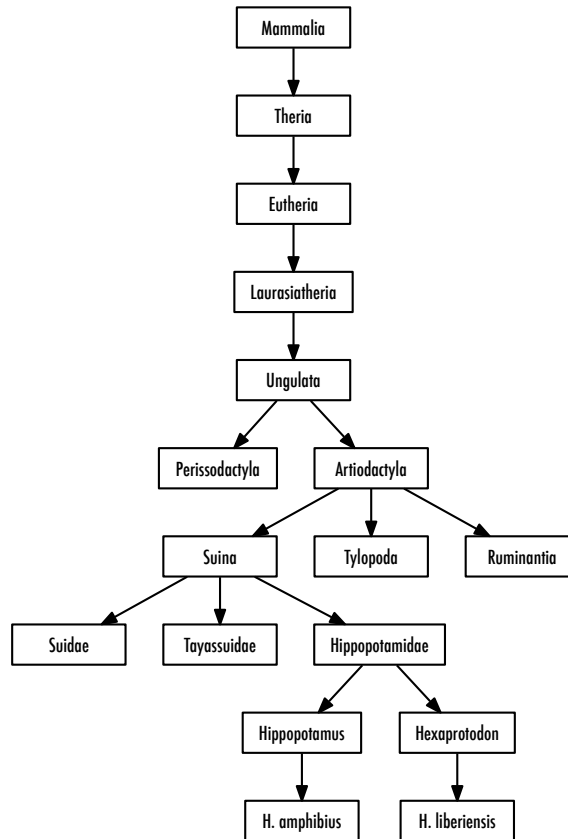 Mammalia
Theria
Eutheria
Laurasiatheria
Ungulata
Perissodactyla
Artiodactyla
Suina
Tylopoda
Ruminantia
Suidae
Tayassuidae
Hippopotamidae
Hippopotamus
Hexaprotodon
H. amphibius
H. liberiensis